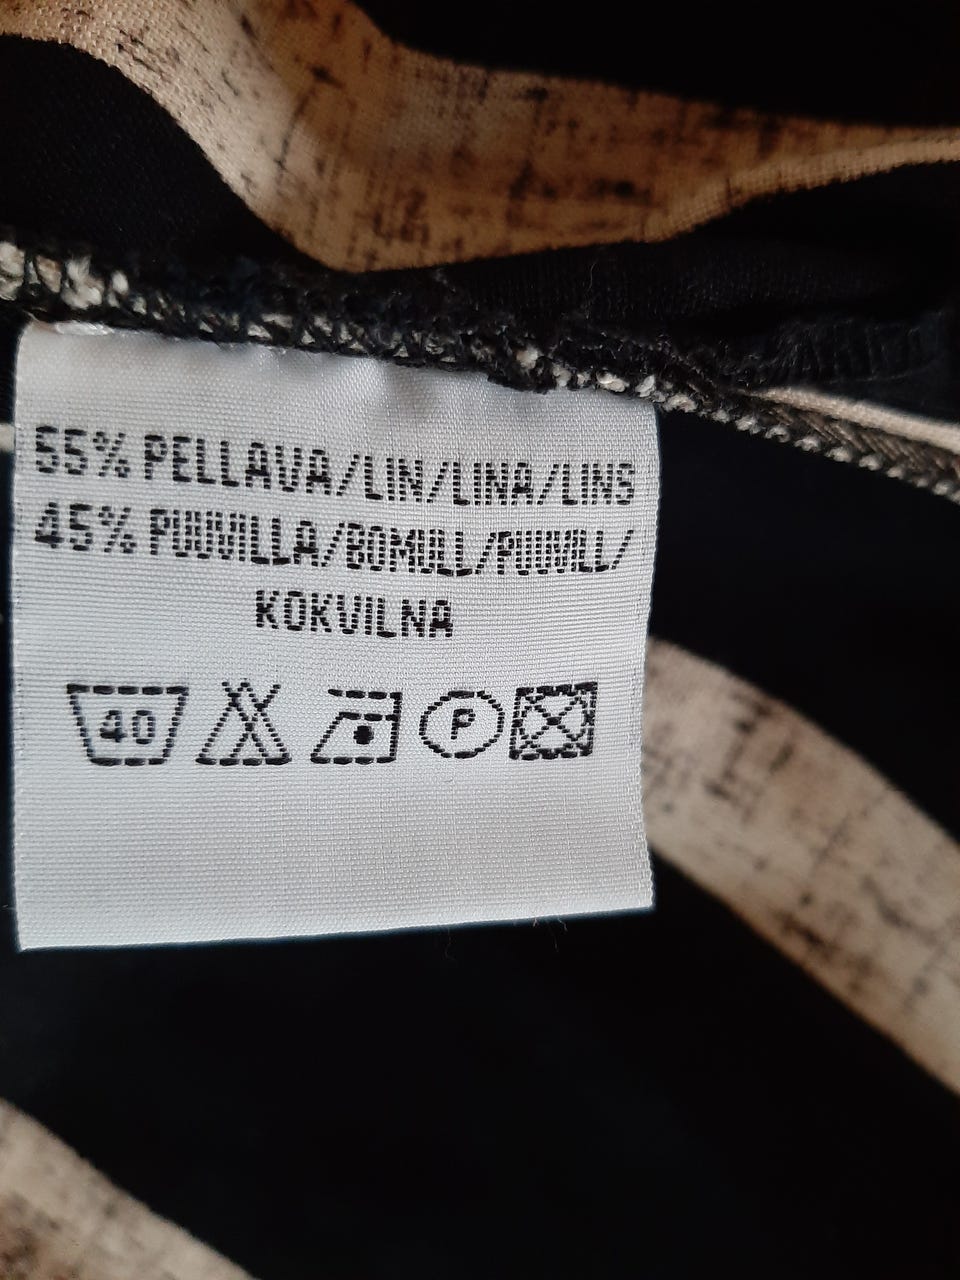 55% PELLAVA/LIN/LINA/LINS
45% PUUVILLA/BOMULL/PUUVILL/
KOKVILNA
40 P